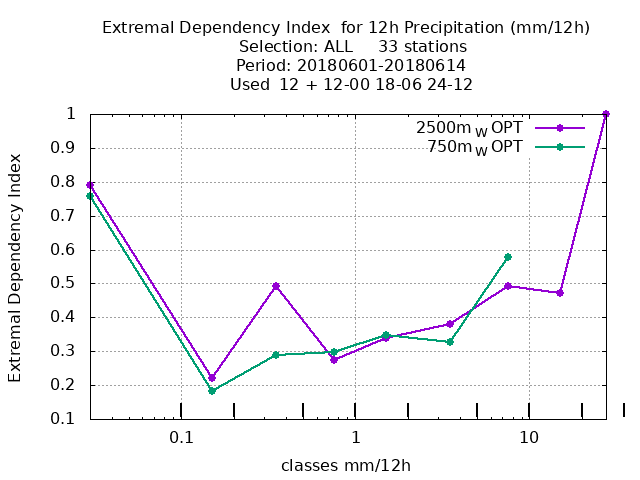 Extremal Dependency Index  for 12h Precipitation (mm/12h)
Selection: ALL     33 stations
Period: 20180601-20180614
Used  12 + 12-00 18-06 24-12
2500m W OPT
750m W OPT
1
0.9
0.8
0.7
0.6
0.5
0.4
0.3
0.2
0.1
Extremal Dependency Index
0.1
1
10
classes mm/12h